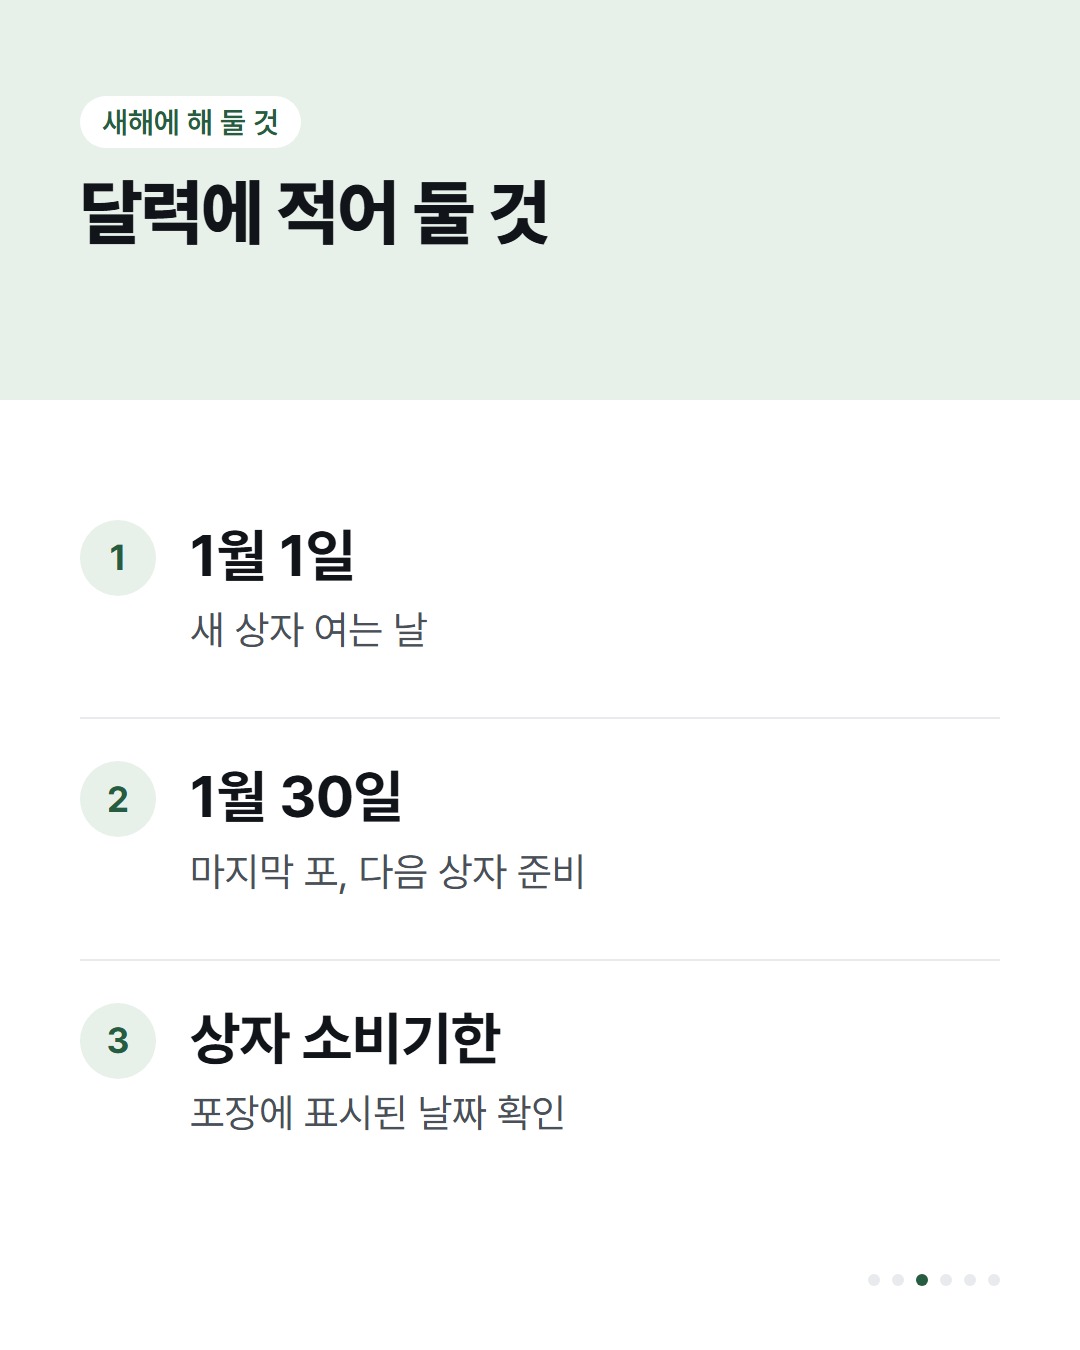 새해에 해 둘 것
달력에 적어 둘 것
1
1월 1일
새 상자 여는 날
2
1월 30일
마지막 포, 다음 상자 준비
3
상자 소비기한
포장에 표시된 날짜 확인